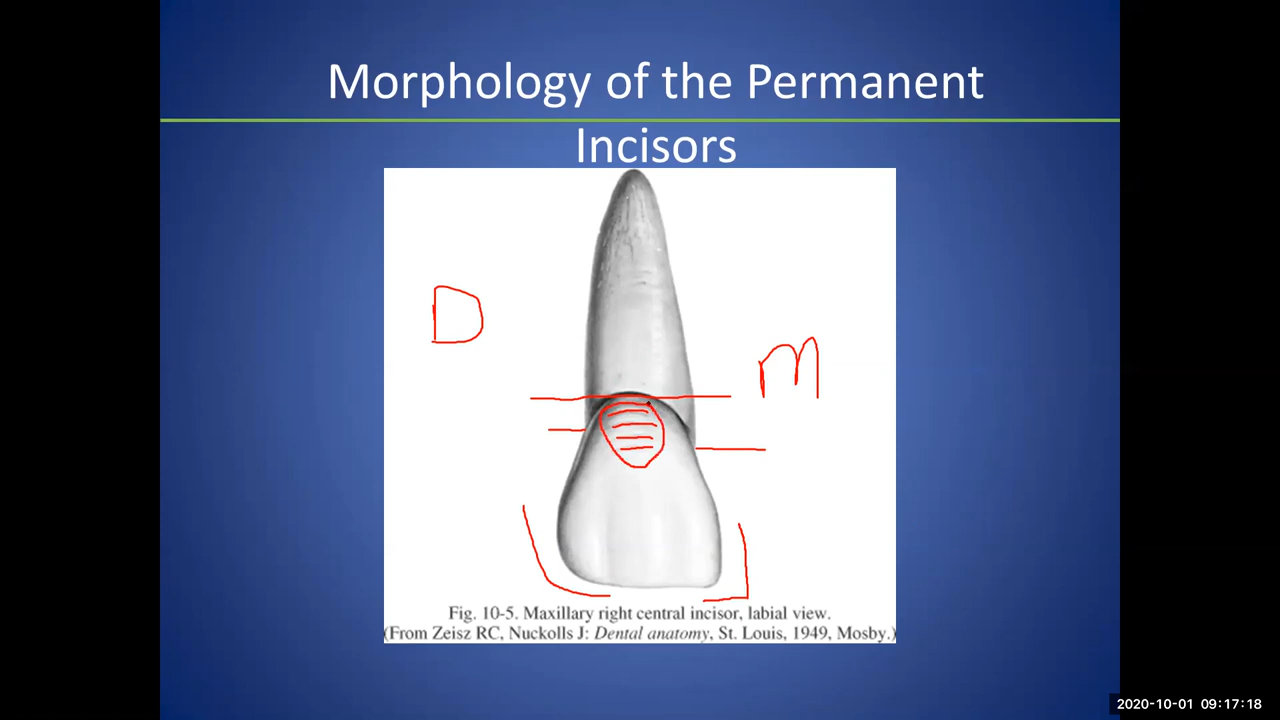 Morphology of the Permanent
Incisors
D
m
Fig. 10-5. Maxillary right central incisor, labial view.
(From Zeisz RC, Nuckolls J: Dental anatomy, St. Louis, 1949, Mosby.)
2020-10-01 09:17:18